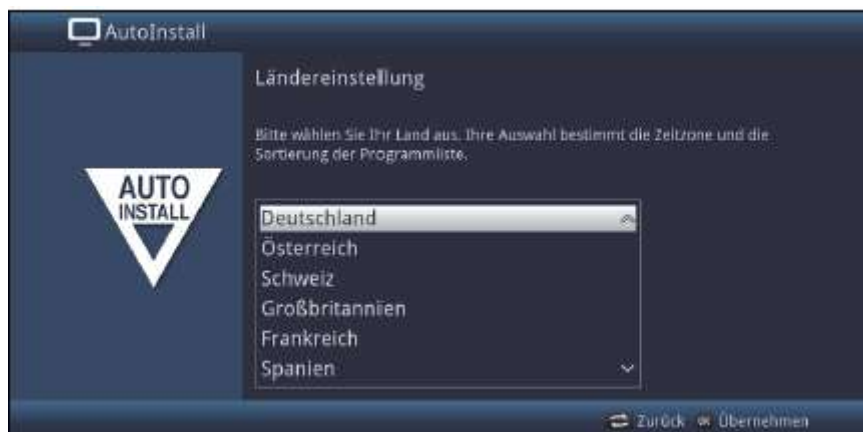 AutoInstall
Ländereinstellung
Bitte wählen Sie Ihr Land aus. Ihre Auswahl bestimmt die Zeitzone und die
Sortierung der Programmliste.
AUTO
INSTALL
Deutschland
Österreich
Schweiz
Großbritannien
Frankreich
Spanien
Zurück OK Übernehmen